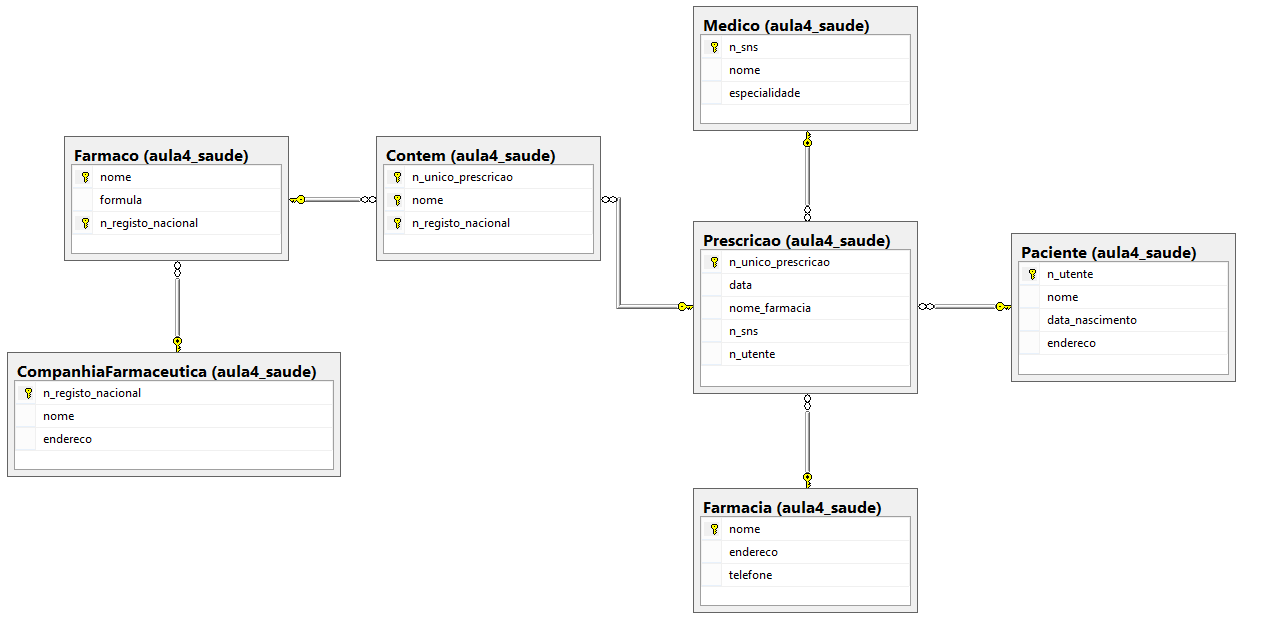 Medico (aula4_saude)
n_sns
nome
especialidade
Farmaco (aula4_saude)
nome
formula
n_registo_nacional
Contem (aula4_saude)
n_unico_prescricao
nome
n_registo_nacional
Prescricao (aula4_saude)
n_unico_prescricao
data
nome_farmacia
n_sns
n_utente
Paciente (aula4_saude)
n_utente
nome
data_nascimento
endereco
CompanhiaFarmaceutica (aula4_saude)
n_registo_nacional
nome
endereco
Farmacia (aula4_saude)
nome
endereco
telefone